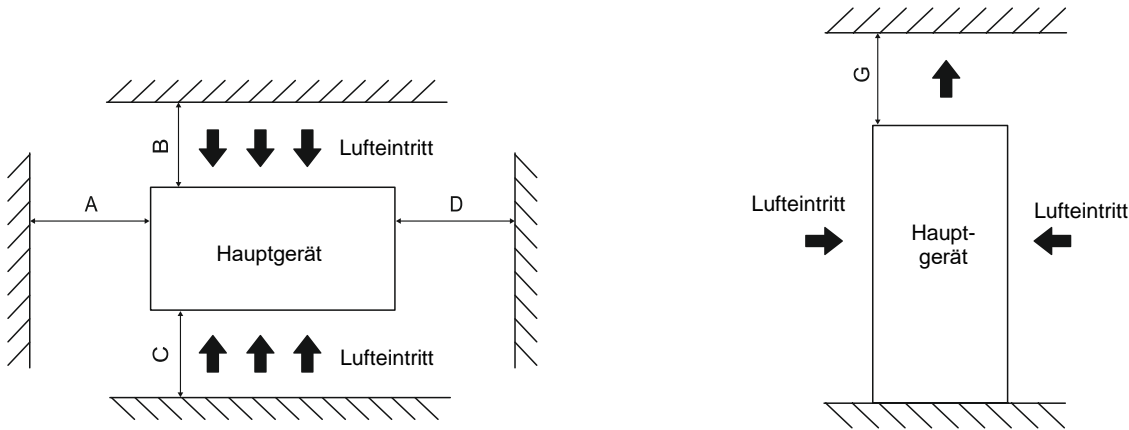 B
Lufteintritt
A
D
Hauptgerät
C
Lufteintritt
G
Lufteintritt
Lufteintritt
Haupt-
gerät